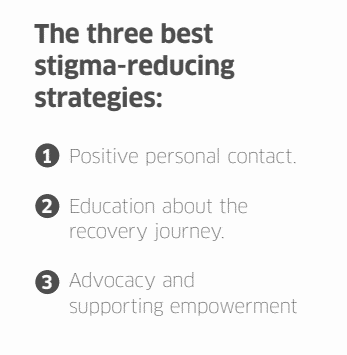 The three best
stigma-reducing
strategies:
1 Positive personal contact.
2 Education about the
recovery journey.
3 Advocacy and
supporting empowerment